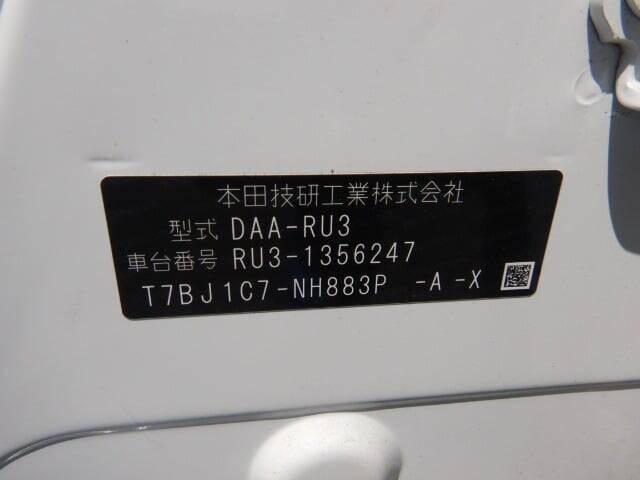 本田技研工業株式会社
型式 DAA-RU3
車台番号 RU3-1356247
T7BJ1C7-NH883P -A -X